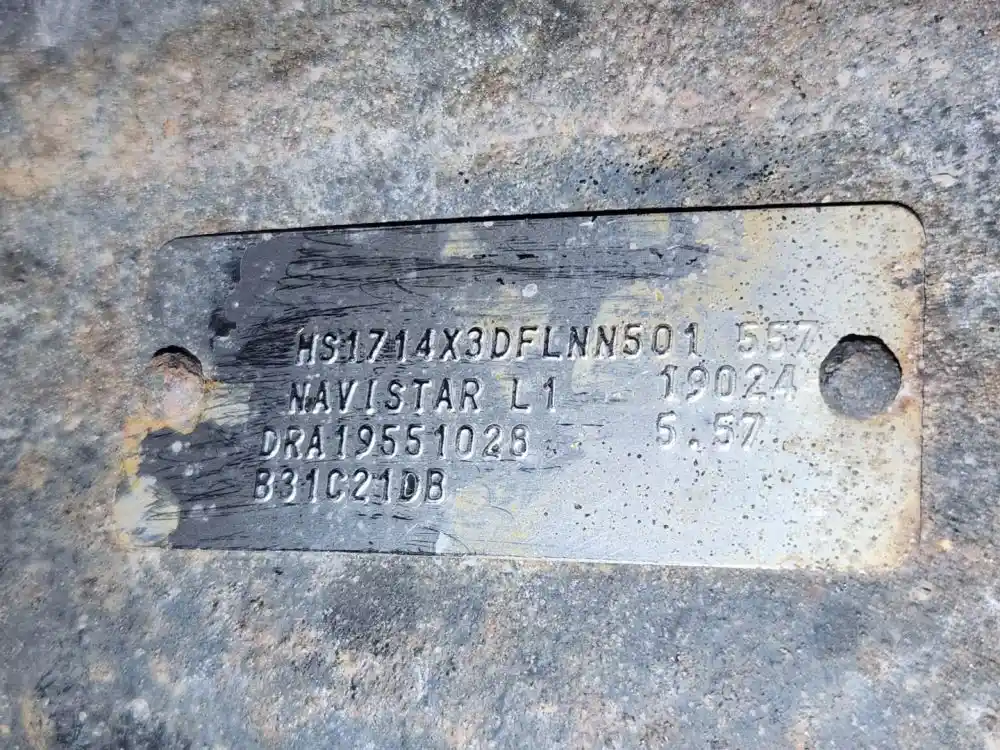 HS1714X3DFLNN501 557
NAVISTAR L1 19024
DRA19551028 5.57
B31C21DB